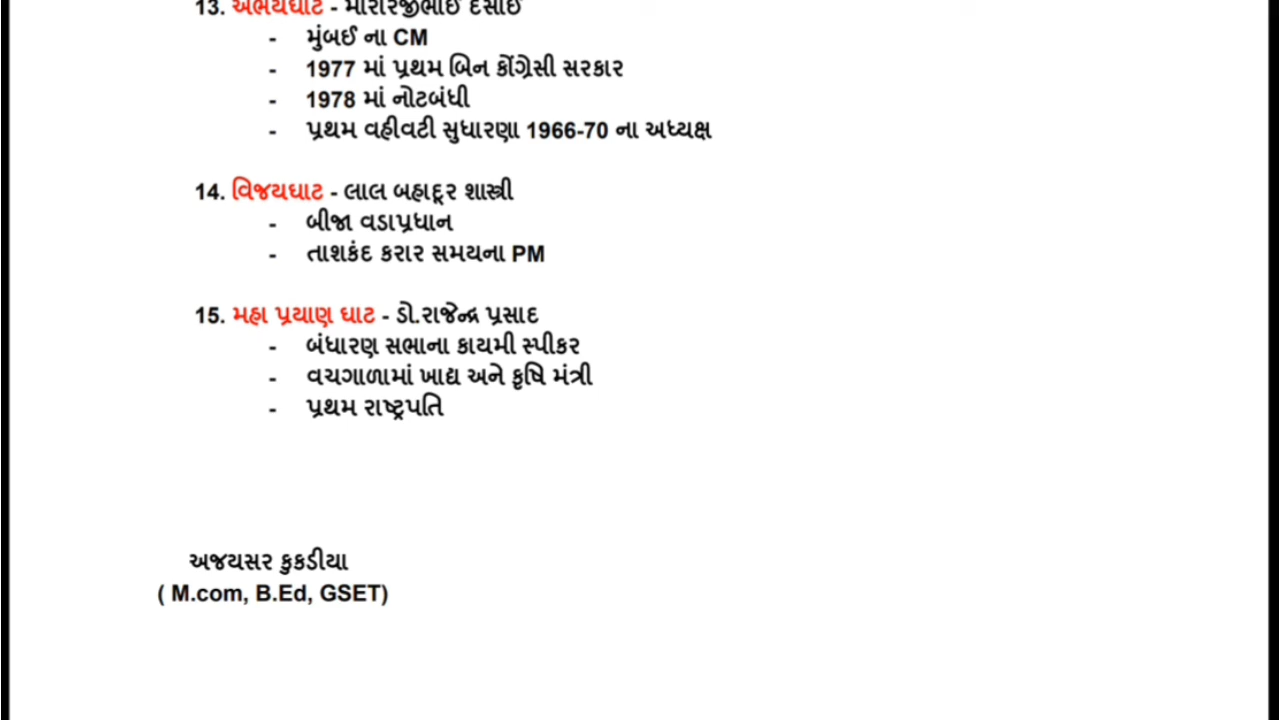 13. અભયઘાટ - મોરારજીભાઈ દેસાઈ
- મુંબઈ ના CM
- 1977 માં પ્રથમ બિન કોંગ્રેસી સરકાર
- 1978 માં નોટબંધી
- પ્રથમ વહીવટી સુધારણા 1966-70 ના અધ્યક્ષ
14. વિજયઘાટ - લાલ બહાદૂર શાસ્ત્રી
- બીજા વડાપ્રધાન
- તાશકંદ કરાર સમયના PM
15. મહા પ્રયાણ ઘાટ - ડો.રાજેન્દ્ર પ્રસાદ
- બંધારણ સભાના કાયમી સ્પીકર
- વચગાળામાં ખાદ્ય અને કૃષિ મંત્રી
- પ્રથમ રાષ્ટ્રપતિ
અજયસર કુકડીયા
( M.com, B.Ed, GSET)